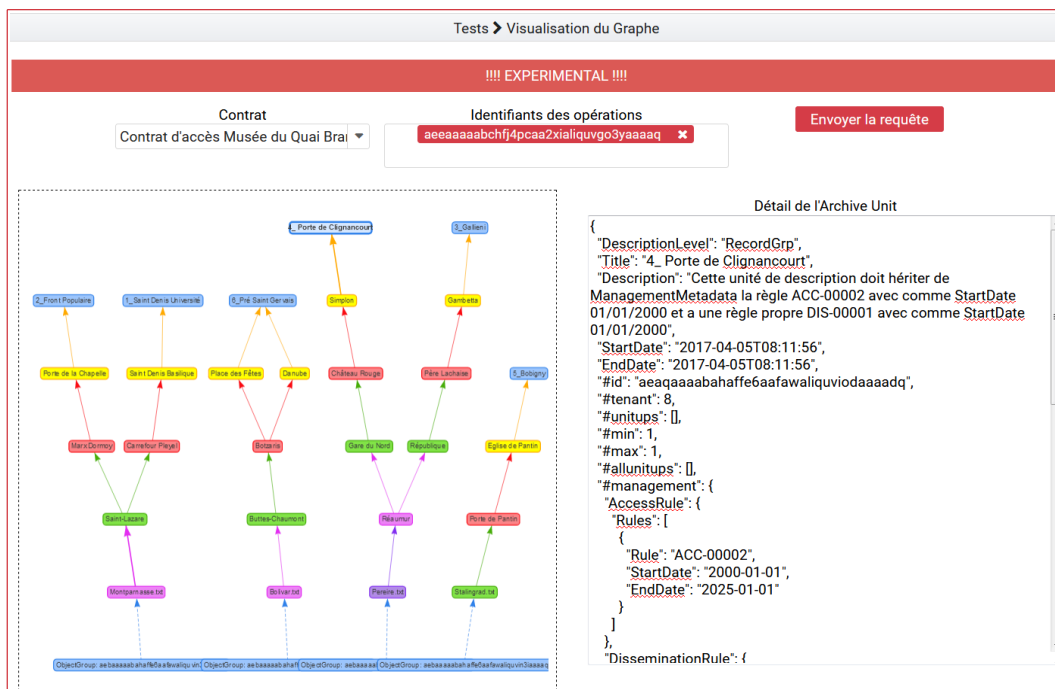 Tests > Visualisation du Graphe
!!!! EXPERIMENTAL !!!!
Contrat
Identifiants des opérations
Contrat d'accès Musée du Quai Bra
aeeaaaaabchfj4pcaa2xialiquvgo3yaaaaq ✖
Envoyer la requête
Détail de l'Archive Unit
4_ Porte de Clignancourt
3_Gallieni
2_Front Populaire
1_Saint Denis Université
6_Pré Saint Gervais
Simplon
Gambetta
Porte de la Chapelle
Saint Denis Basilique
Place des Fêtes
Danube
Château Rouge
Père Lachaise
5_Bobigny
Marx Dormoy
Carrefour Pleyel
Botzaris
Gare du Nord
République
Eglise de Pantin
Saint-Lazare
Buttes-Chaumont
Réaumur
Porte de Pantin
Montparnasse.txt
Bolivar.txt
Pereire.txt
Stalingrad.txt
ObjectGroup:
ObjectGroup:
ObjectGroup:
ObjectGroup:
{
"DescriptionLevel": "RecordGrp",
"Title": "4_ Porte de Clignancourt",
"Description": "Cette unité de description doit hériter de
ManagementMetadata la règle ACC-00002 avec comme StartDate
01/01/2000 et a une règle propre DIS-00001 avec comme StartDate
01/01/2000",
"StartDate": "2017-04-05T08:11:56",
"EndDate": "2017-04-05T08:11:56",
"#id": "aeaqaaaaabahaffe6aafawaliquviodaaaadq",
"#tenant": 8,
"#unitups": [],
"#min": 1,
"#max": 1,
"#allunitups": [],
"#management": {
"AccessRule": {
"Rules": [
{
"Rule": "ACC-00002",
"StartDate": "2000-01-01",
"EndDate": "2025-01-01"
}
]
},
"DisseminationRule": {